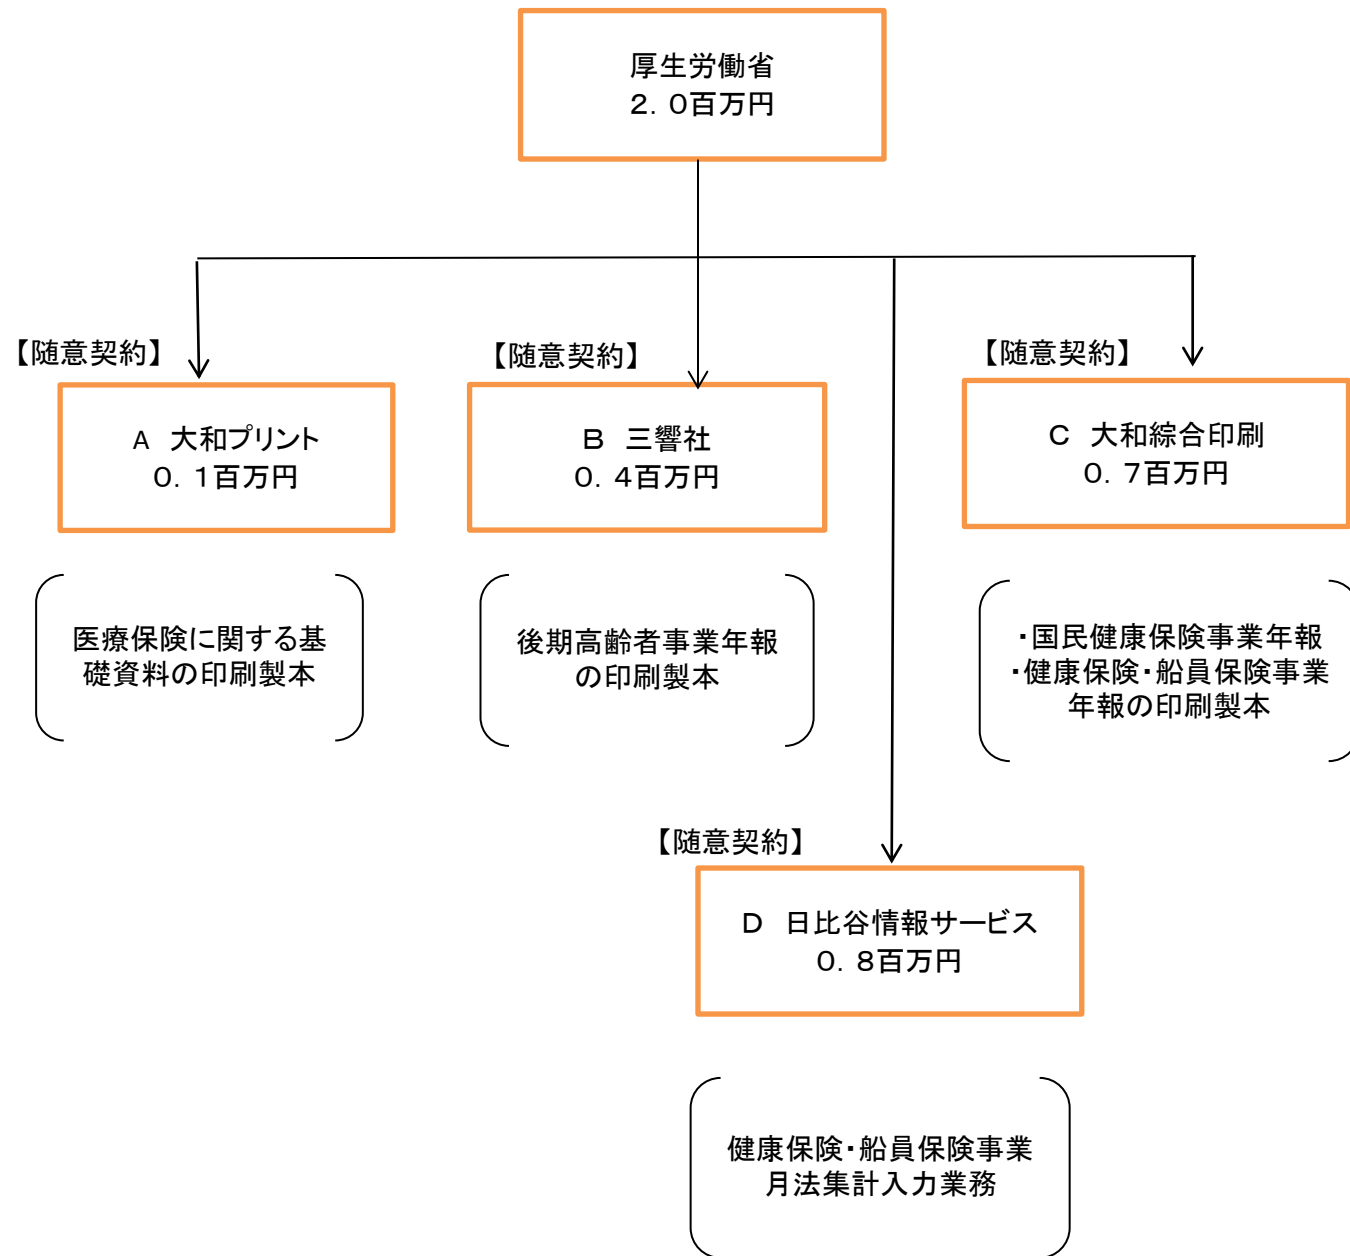 厚生労働省
２．０百万円
【随意契約】
【随意契約】
【随意契約】
A　大和プリント
０．１百万円
Ｂ　三響社
０．４百万円
Ｃ　大和綜合印刷
０．７百万円
医療保険に関する基
礎資料の印刷製本
後期高齢者事業年報
の印刷製本
・国民健康保険事業年報
・健康保険・船員保険事業
年報の印刷製本
【随意契約】
Ｄ　日比谷情報サービス
０．８百万円
健康保険・船員保険事業
月法集計入力業務